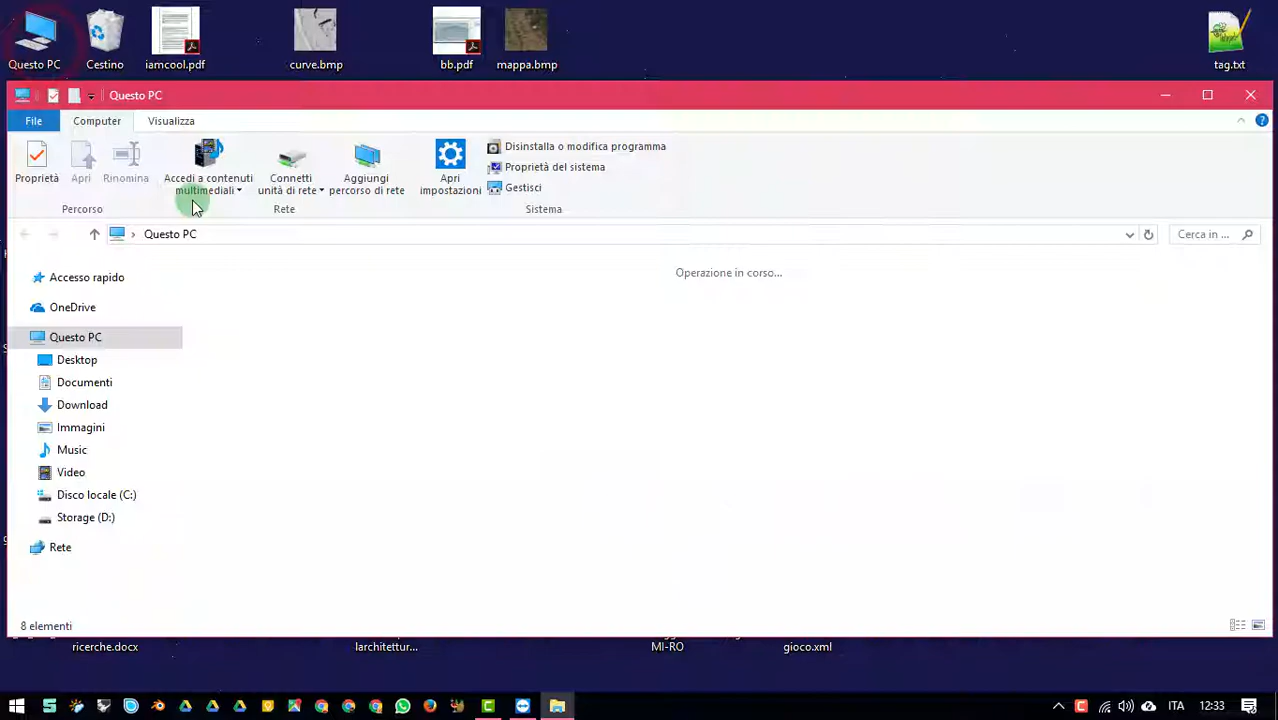 Questo PC
Cestino
iamcool.pdf
curve.bmp
bb.pdf
mappa.bmp
tag.txt
Questo PC
File
Computer
Visualizza
Proprietà
Apri
Rinomina
Accedi a contenuti
multimediali
Connetti
unità di rete
Aggiungi
percorso di rete
Apri
impostazioni
Disinstalla o modifica programma
Proprietà del sistema
Gestisci
Percorso
Rete
Sistema
Questo PC
Cerca in ...
Accesso rapido
Operazione in corso...
OneDrive
Questo PC
Desktop
Documenti
Download
Immagini
Music
Video
Disco locale (C:)
Storage (D:)
Rete
8 elementi
ricerche.docx
larchitettur...
MI-RO
gioco.xml
ITA
12:33